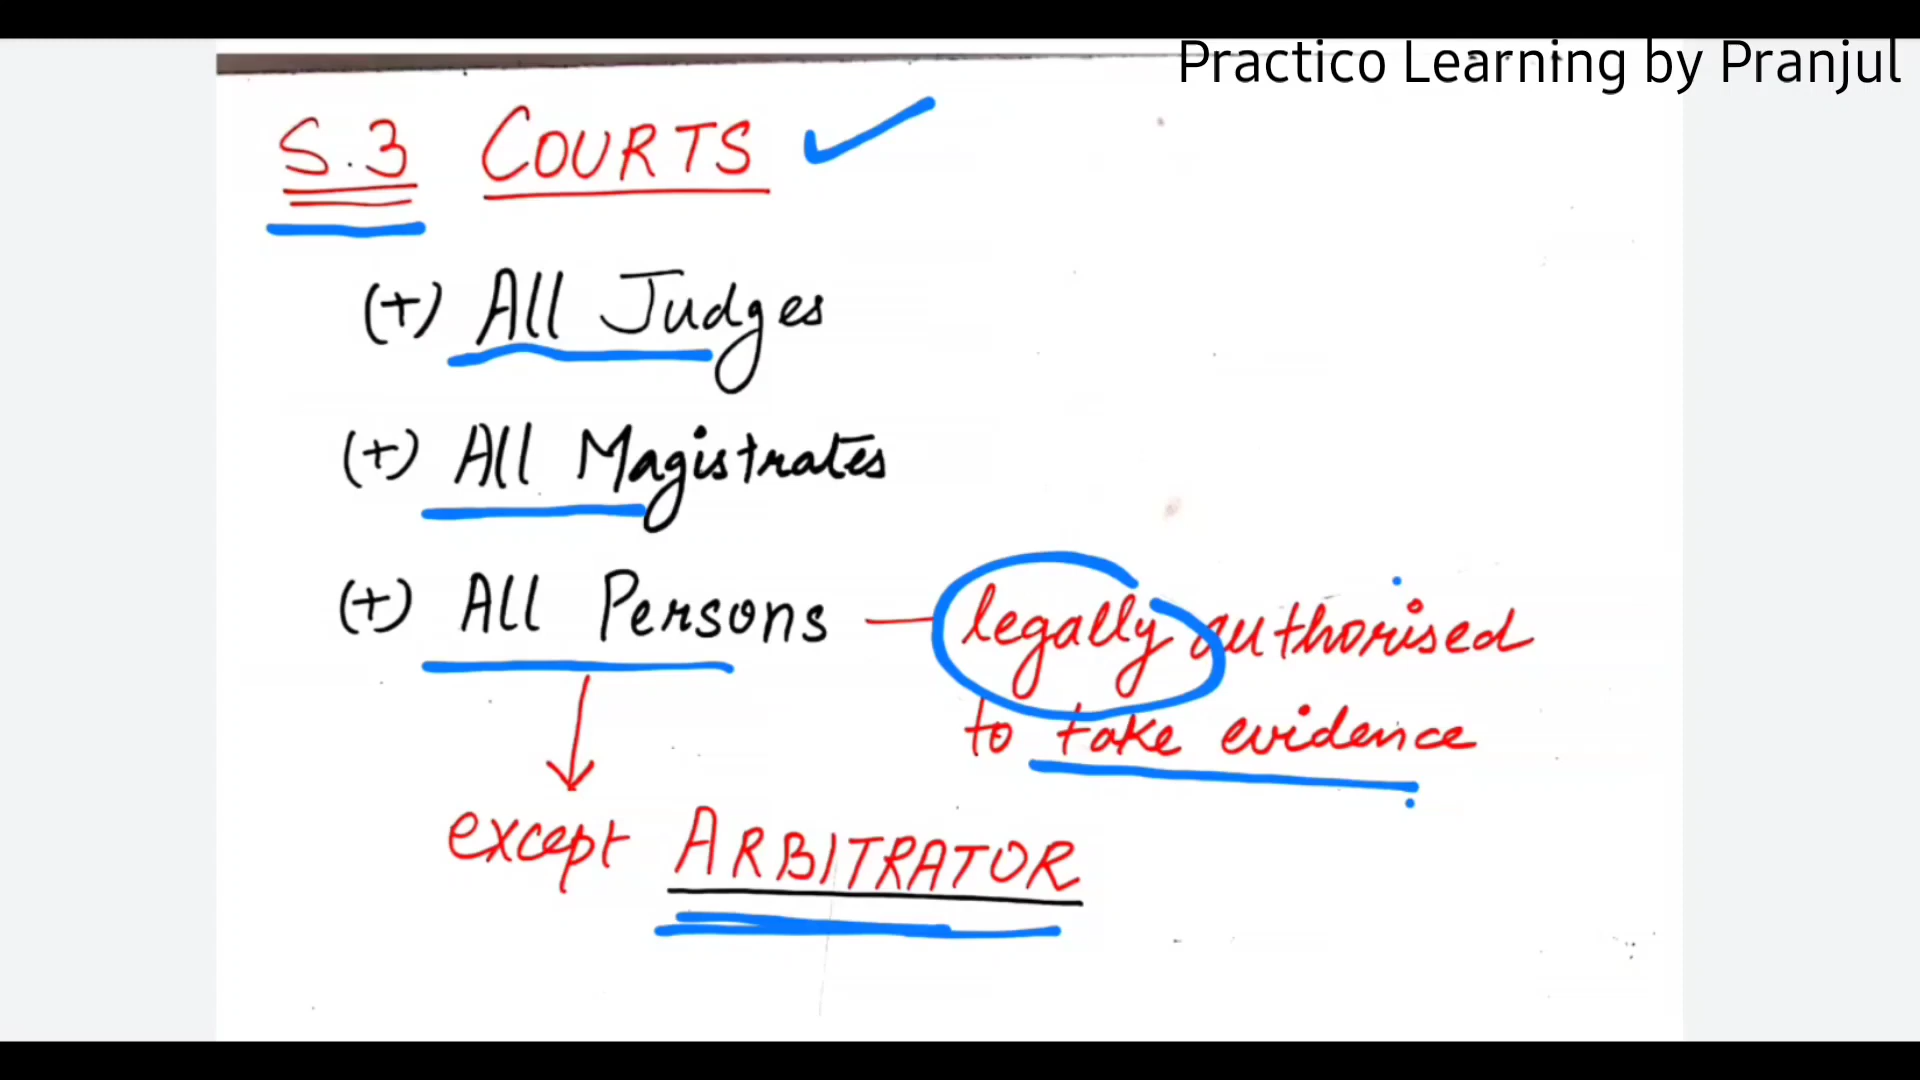 Practico Learning by Pranjul
S.3 COURTS
(+) All Judges
(+) All Magistrates
(+) All Persons — legally authorised
to take evidence
except ARBITRATOR